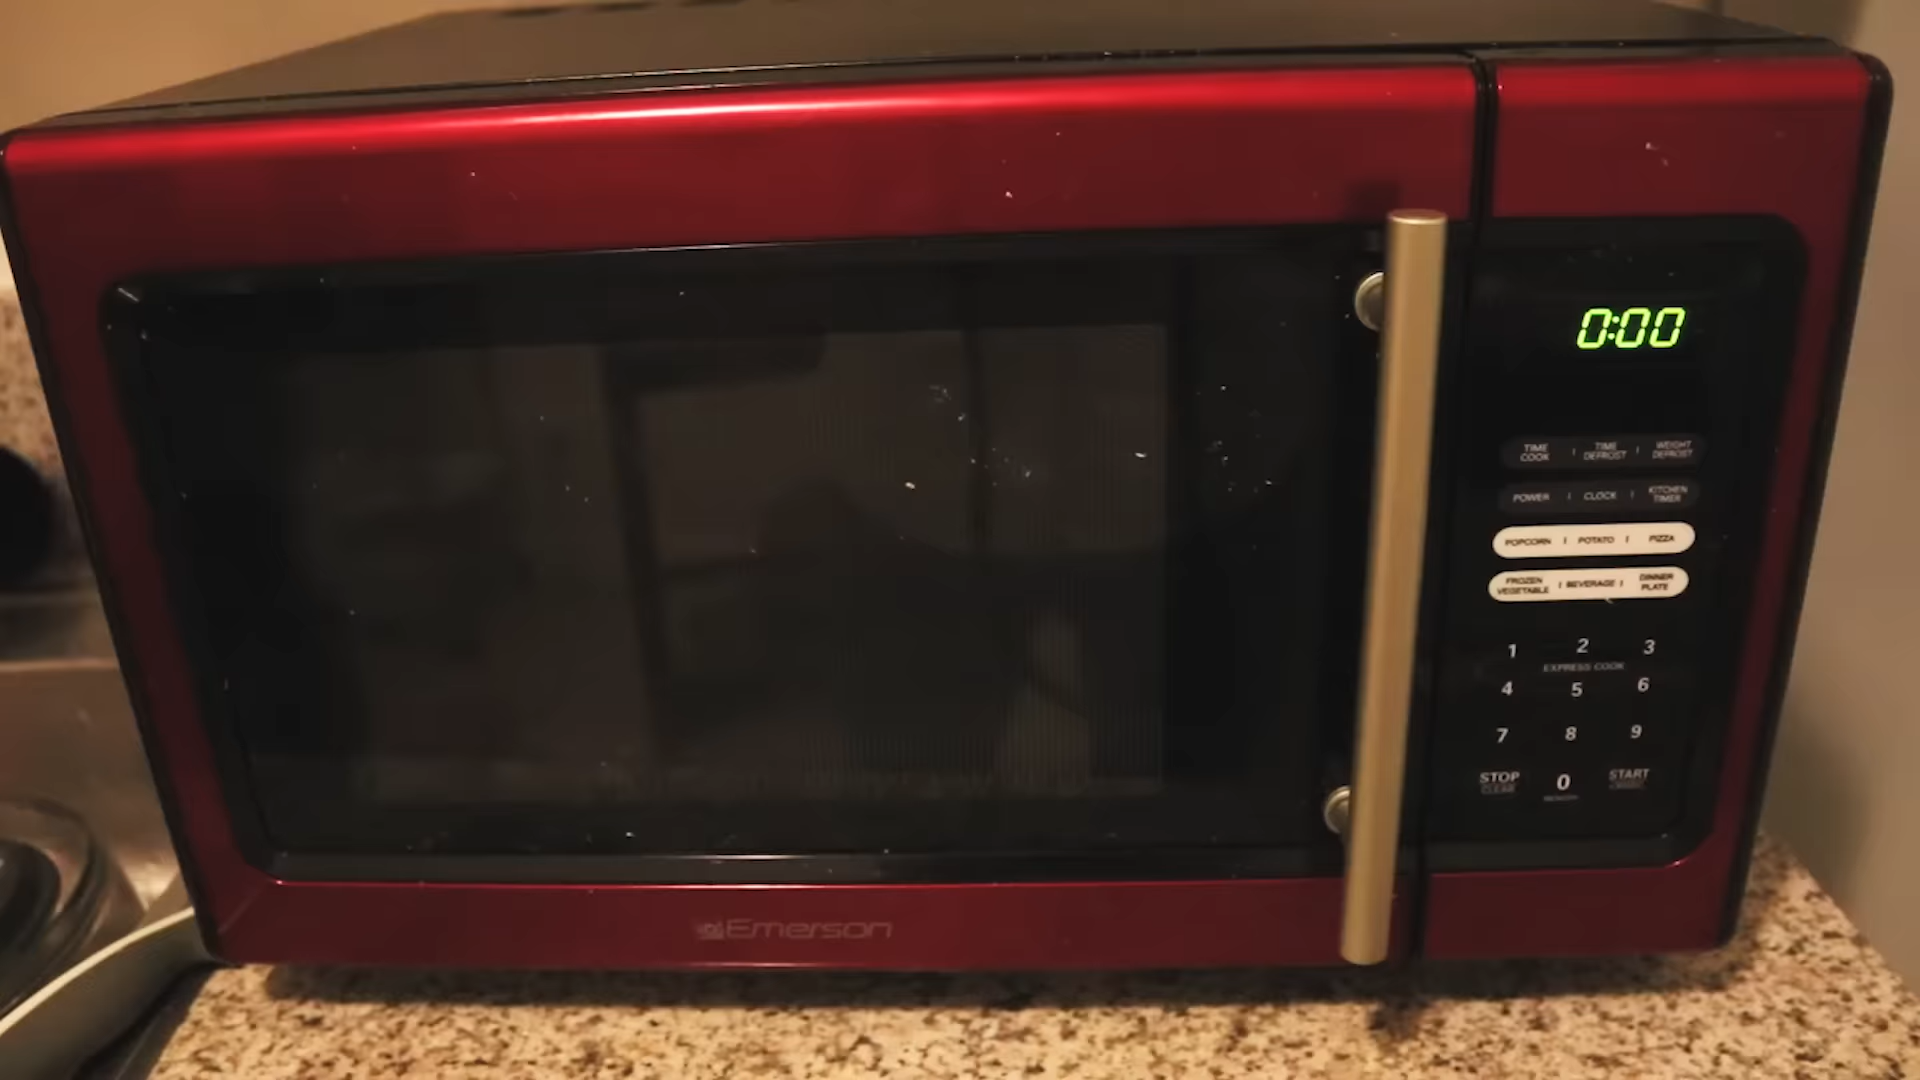 0:00
TIME COOK | TIME DEFROST | WEIGHT DEFROST
POWER | CLOCK | KITCHEN TIMER
POPCORN | POTATO | PIZZA
FROZEN VEGETABLE | BEVERAGE | DINNER PLATE
1 2 3
EXPRESS COOK
4 5 6
7 8 9
STOP 0 START
CLEAR
Emerson